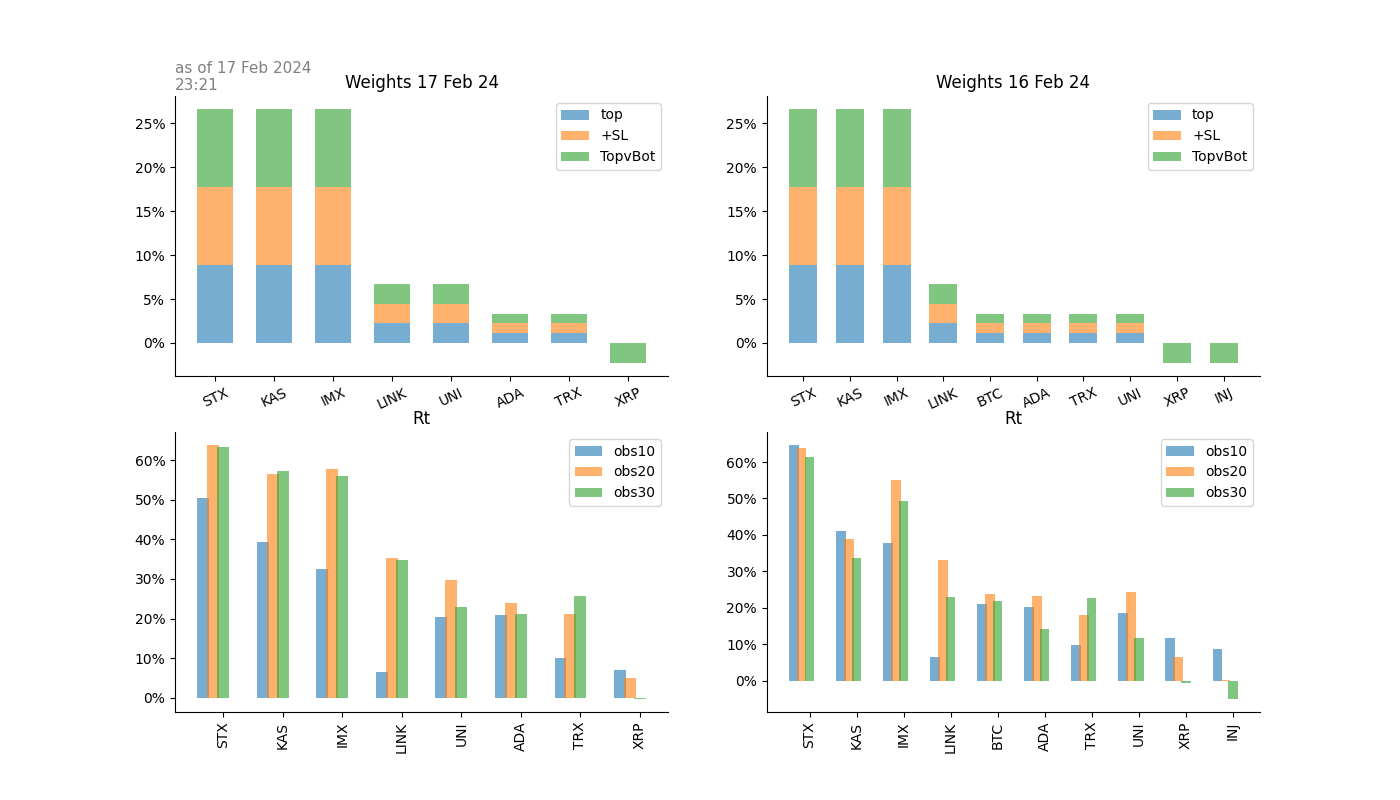 as of 17 Feb 2024
23:21
Weights 17 Feb 24
25%
20%
15%
10%
5%
0%
top
+SL
TopvBot
STX
KAS
IMX
LINK
UNI
ADA
TRX
XRP
Weights 16 Feb 24
25%
20%
15%
10%
5%
0%
top
+SL
TopvBot
STX
KAS
IMX
LINK
BTC
ADA
TRX
UNI
XRP
INJ
Rt
60%
50%
40%
30%
20%
10%
0%
obs10
obs20
obs30
STX
KAS
IMX
LINK
UNI
ADA
TRX
XRP
Rt
60%
50%
40%
30%
20%
10%
0%
obs10
obs20
obs30
STX
KAS
IMX
LINK
BTC
ADA
TRX
UNI
XRP
INJ